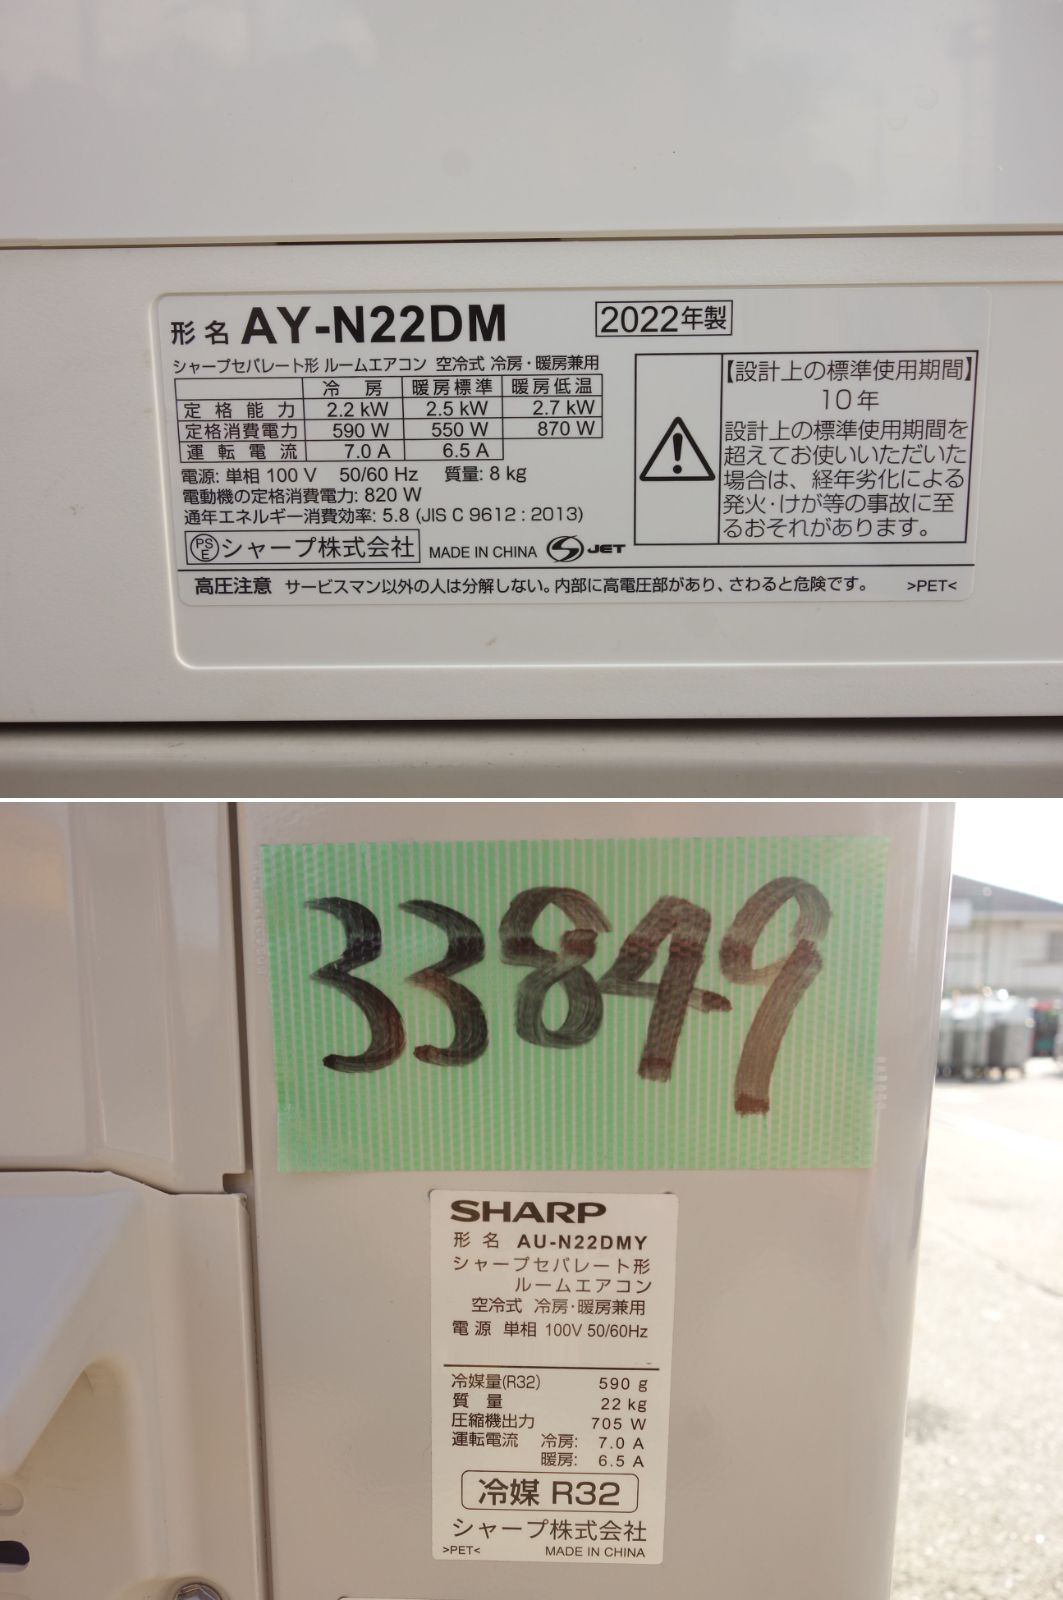 形名 AY-N22DM
2022年製
シャープセパレート形 ルームエアコン 空冷式 冷房・暖房兼用
冷 房 暖房標準 暖房低温
定格能力 2.2 kW 2.5 kW 2.7 kW
定格消費電力 590 W 550 W 870 W
運転電流 7.0 A 6.5 A
電源: 単相 100 V 50/60 Hz 質量: 8 kg
電動機の定格消費電力: 820 W
通年エネルギー消費効率: 5.8 (JIS C 9612 : 2013)
PSE シャープ株式会社 MADE IN CHINA S JET
【設計上の標準使用期間】
10年
設計上の標準使用期間を
超えてお使いいただいた
場合は、経年劣化による
発火・けが等の事故に至
るおそれがあります。
高圧注意 サービスマン以外の人は分解しない。内部に高電圧部があり、さわると危険です。 >PET<
33849
SHARP
形名 AU-N22DMY
シャープセパレート形
ルームエアコン
空冷式 冷房・暖房兼用
電源 単相 100V 50/60Hz
冷媒量(R32) 590 g
質量 22 kg
圧縮機出力 705 W
運転電流 冷房: 7.0 A
暖房: 6.5 A
冷媒 R32
シャープ株式会社
>PET< MADE IN CHINA